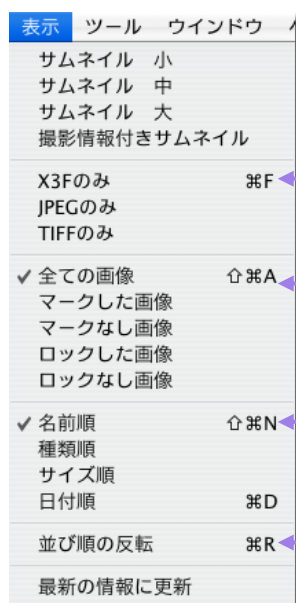 表示 ツール ウインドウ
サムネイル 小
サムネイル 中
サムネイル 大
撮影情報付きサムネイル
X3Fのみ ⌘F
JPEGのみ
TIFFのみ
✓ 全ての画像 ⇧⌘A
マークした画像
マークなし画像
ロックした画像
ロックなし画像
✓ 名前順 ⇧⌘N
種類順
サイズ順
日付順 ⌘D
並び順の反転 ⌘R
最新の情報に更新